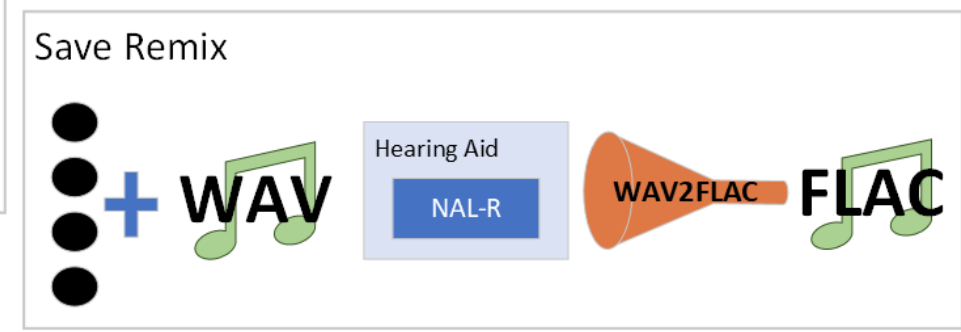 Save Remix
WAV
Hearing Aid
NAL-R
WAV2FLAC
FLAC